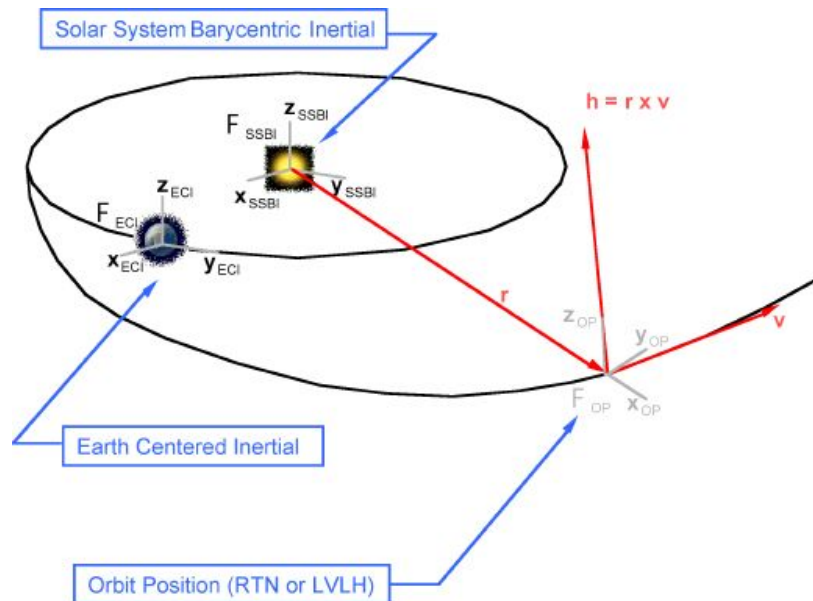 Solar System Barycentric Inertial
h = r x v
z SSBI
F SSBI
x SSBI
y SSBI
z ECI
F ECI
x ECI
y ECI
r
z OP
v
y OP
F OP
x OP
Earth Centered Inertial
Orbit Position (RTN or LVLH)